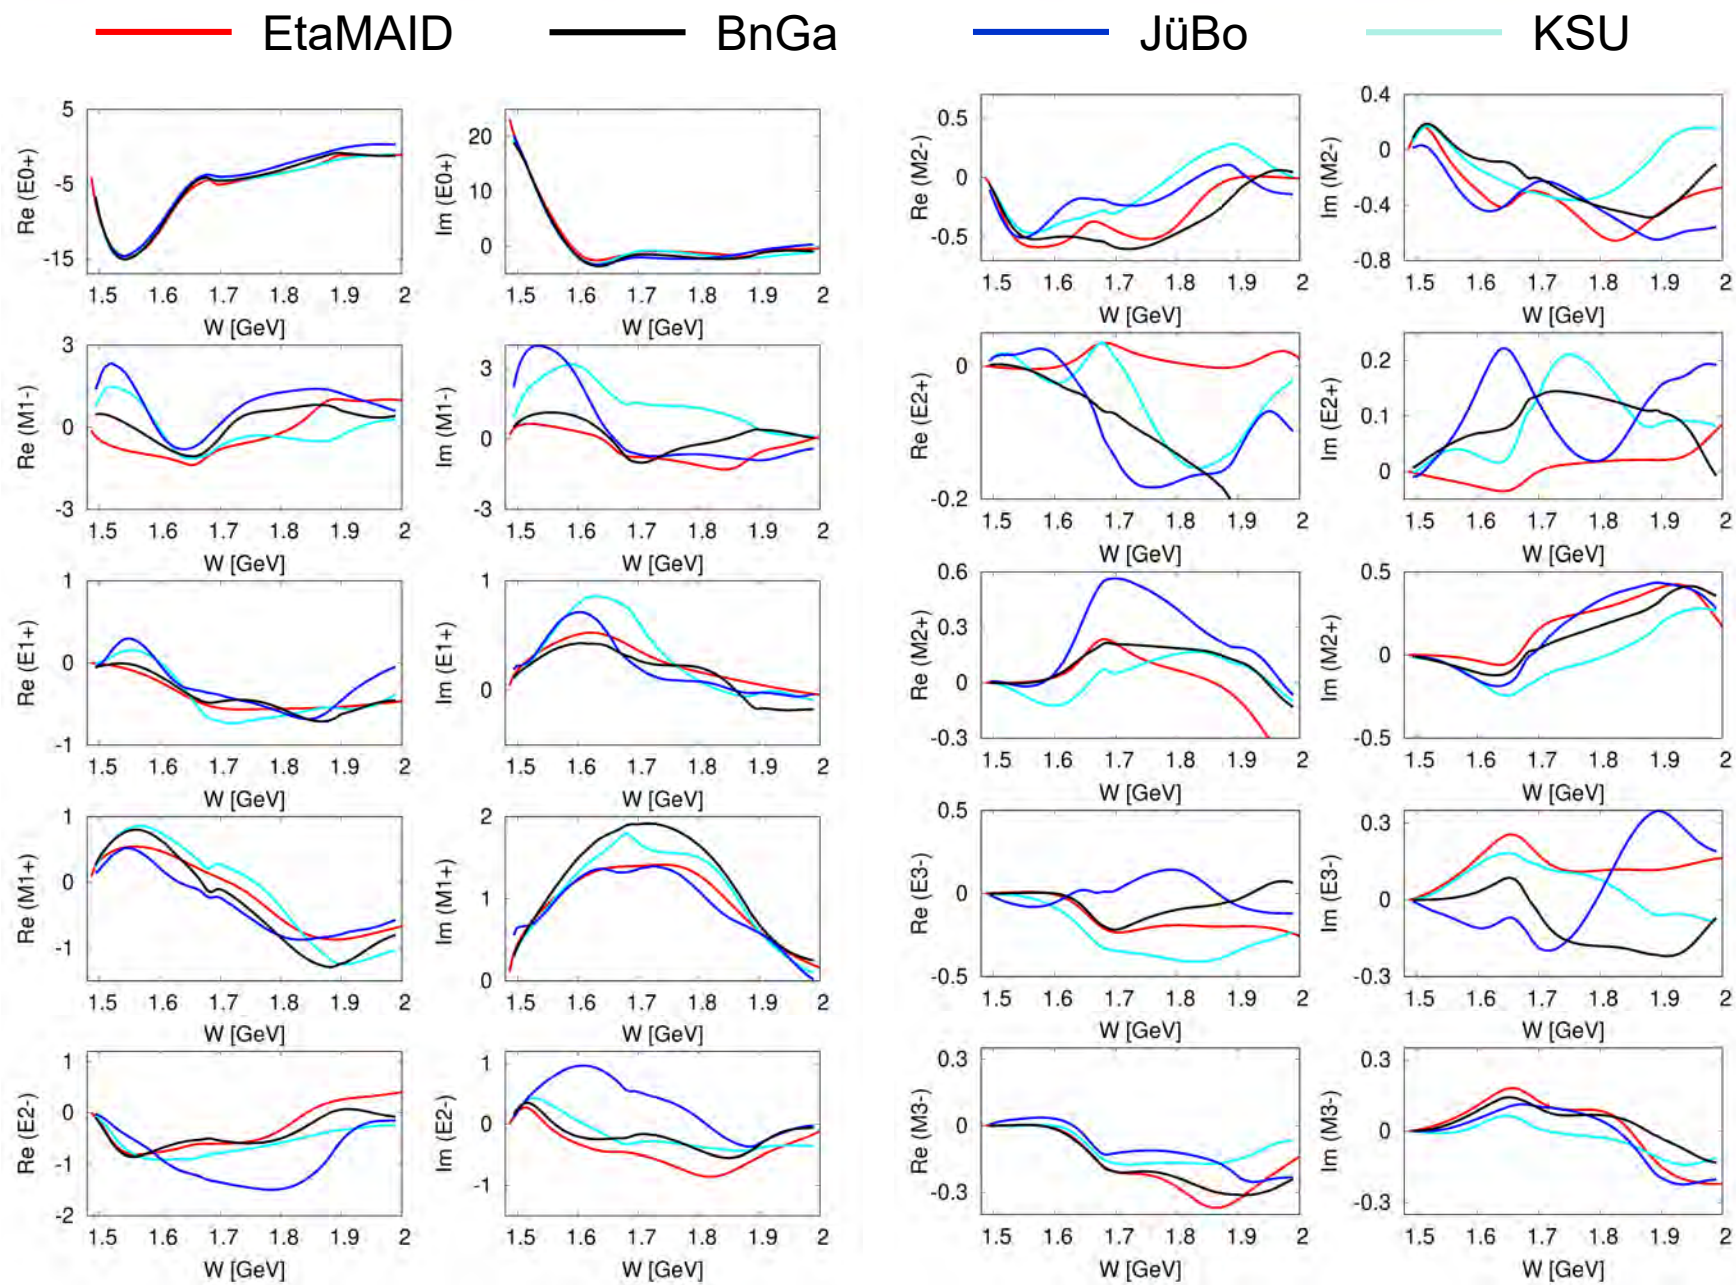 EtaMAID BnGa JüBo KSU
5 -5 -15 Re (E0+) 1.5 1.6 1.7 1.8 1.9 2 W [GeV]
20 10 0 Im (E0+) 1.5 1.6 1.7 1.8 1.9 2 W [GeV]
0.5 0 -0.5 Re (M2-) 1.5 1.6 1.7 1.8 1.9 2 W [GeV]
0.4 0 -0.4 -0.8 Im (M2-) 1.5 1.6 1.7 1.8 1.9 2 W [GeV]
3 0 -3 Re (M1-) 1.5 1.6 1.7 1.8 1.9 2 W [GeV]
3 0 -3 Im (M1-) 1.5 1.6 1.7 1.8 1.9 2 W [GeV]
0 -0.2 Re (E2+) 1.5 1.6 1.7 1.8 1.9 2 W [GeV]
0.2 0.1 0 Im (E2+) 1.5 1.6 1.7 1.8 1.9 2 W [GeV]
1 0 -1 Re (E1+) 1.5 1.6 1.7 1.8 1.9 2 W [GeV]
1 0 Im (E1+) 1.5 1.6 1.7 1.8 1.9 2 W [GeV]
0.6 0.3 0 -0.3 Re (M2+) 1.5 1.6 1.7 1.8 1.9 2 W [GeV]
0.5 0 -0.5 Im (M2+) 1.5 1.6 1.7 1.8 1.9 2 W [GeV]
1 0 -1 Re (M1+) 1.5 1.6 1.7 1.8 1.9 2 W [GeV]
2 1 0 Im (M1+) 1.5 1.6 1.7 1.8 1.9 2 W [GeV]
0.5 0 -0.5 Re (E3-) 1.5 1.6 1.7 1.8 1.9 2 W [GeV]
0.3 0 -0.3 Im (E3-) 1.5 1.6 1.7 1.8 1.9 2 W [GeV]
1 0 -1 -2 Re (E2-) 1.5 1.6 1.7 1.8 1.9 2 W [GeV]
1 0 -1 Im (E2-) 1.5 1.6 1.7 1.8 1.9 2 W [GeV]
0.3 0 -0.3 Re (M3-) 1.5 1.6 1.7 1.8 1.9 2 W [GeV]
0.3 0 -0.3 Im (M3-) 1.5 1.6 1.7 1.8 1.9 2 W [GeV]